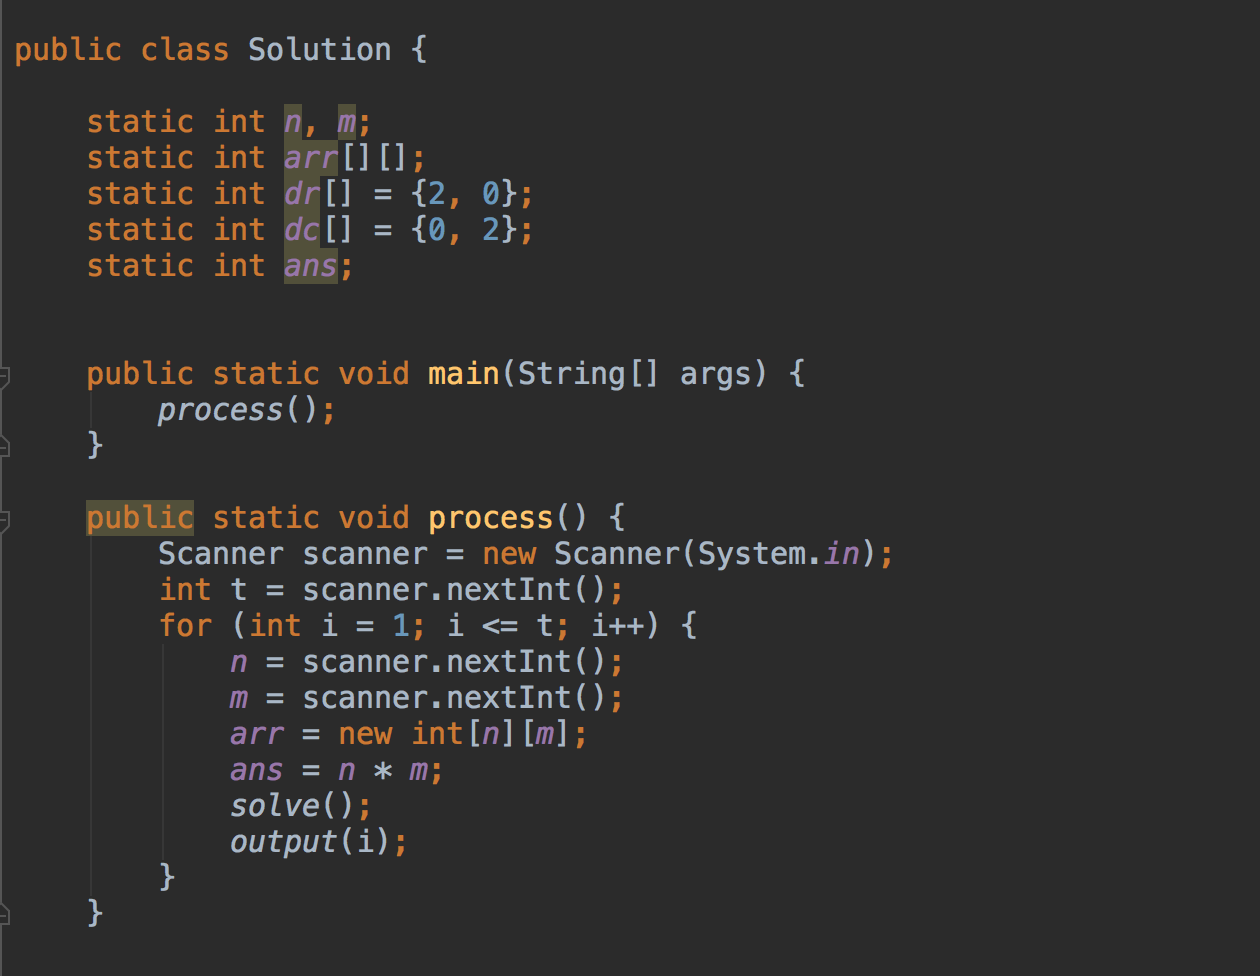 public class Solution {
static int n, m;
static int arr[][];
static int dr[] = {2, 0};
static int dc[] = {0, 2};
static int ans;
public static void main(String[] args) {
process();
}
public static void process() {
Scanner scanner = new Scanner(System.in);
int t = scanner.nextInt();
for (int i = 1; i <= t; i++) {
n = scanner.nextInt();
m = scanner.nextInt();
arr = new int[n][m];
ans = n * m;
solve();
output(i);
}
}